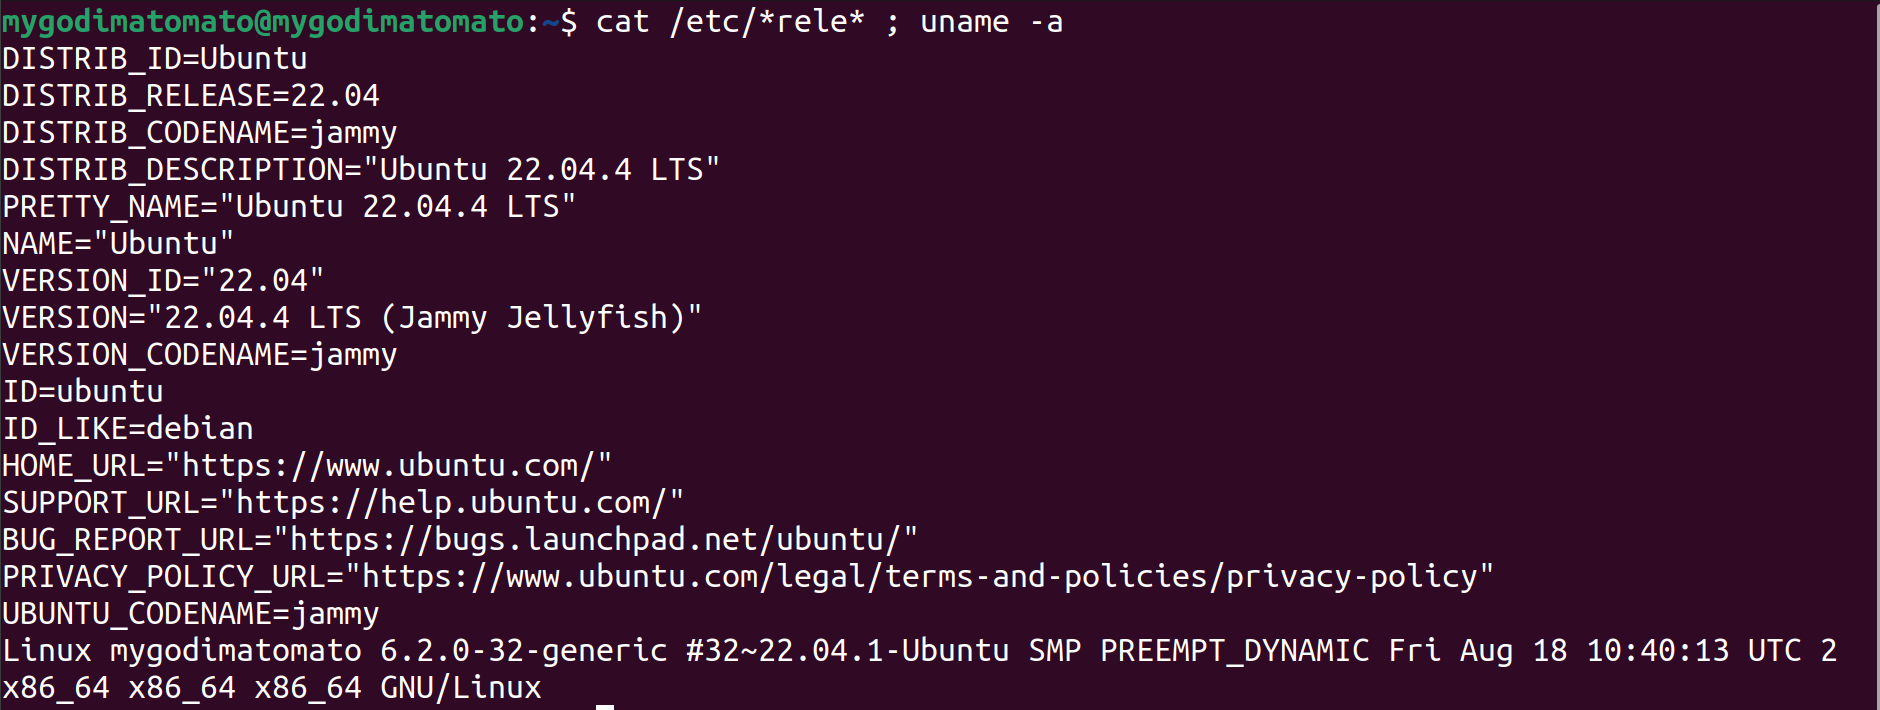 mygodimatomato@mygodimatomato:~$ cat /etc/*rele* ; uname -a
DISTRIB_ID=Ubuntu
DISTRIB_RELEASE=22.04
DISTRIB_CODENAME=jammy
DISTRIB_DESCRIPTION="Ubuntu 22.04.4 LTS"
PRETTY_NAME="Ubuntu 22.04.4 LTS"
NAME="Ubuntu"
VERSION_ID="22.04"
VERSION="22.04.4 LTS (Jammy Jellyfish)"
VERSION_CODENAME=jammy
ID=ubuntu
ID_LIKE=debian
HOME_URL="https://www.ubuntu.com/"
SUPPORT_URL="https://help.ubuntu.com/"
BUG_REPORT_URL="https://bugs.launchpad.net/ubuntu/"
PRIVACY_POLICY_URL="https://www.ubuntu.com/legal/terms-and-policies/privacy-policy"
UBUNTU_CODENAME=jammy
Linux mygodimatomato 6.2.0-32-generic #32~22.04.1-Ubuntu SMP PREEMPT_DYNAMIC Fri Aug 18 10:40:13 UTC 2
x86_64 x86_64 x86_64 GNU/Linux